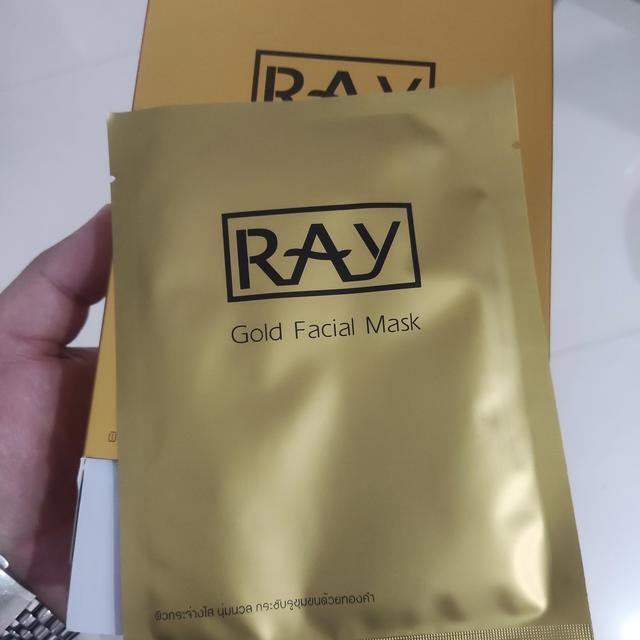 RAY
RAY
Gold Facial Mask
ผิวกระจ่างใส นุ่มนวล กระชับรูขุมขนด้วยทองคำ